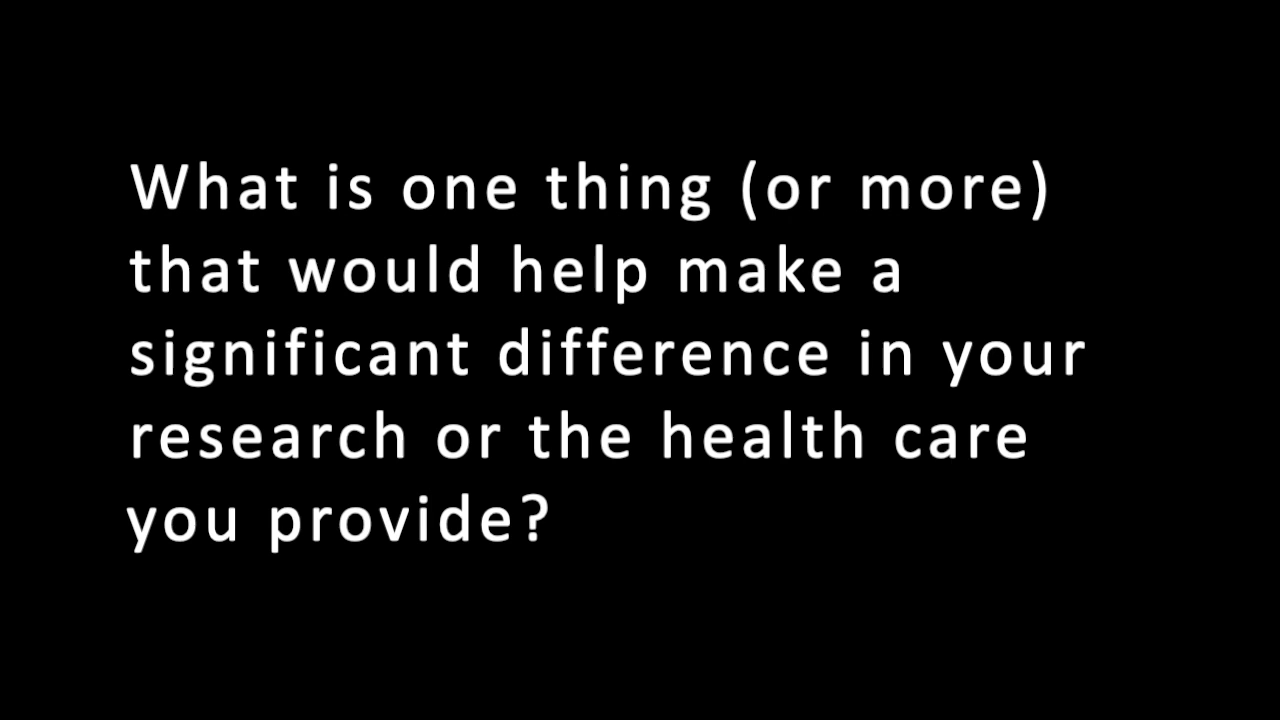 What is one thing (or more)
that would help make a
significant difference in your
research or the health care
you provide?